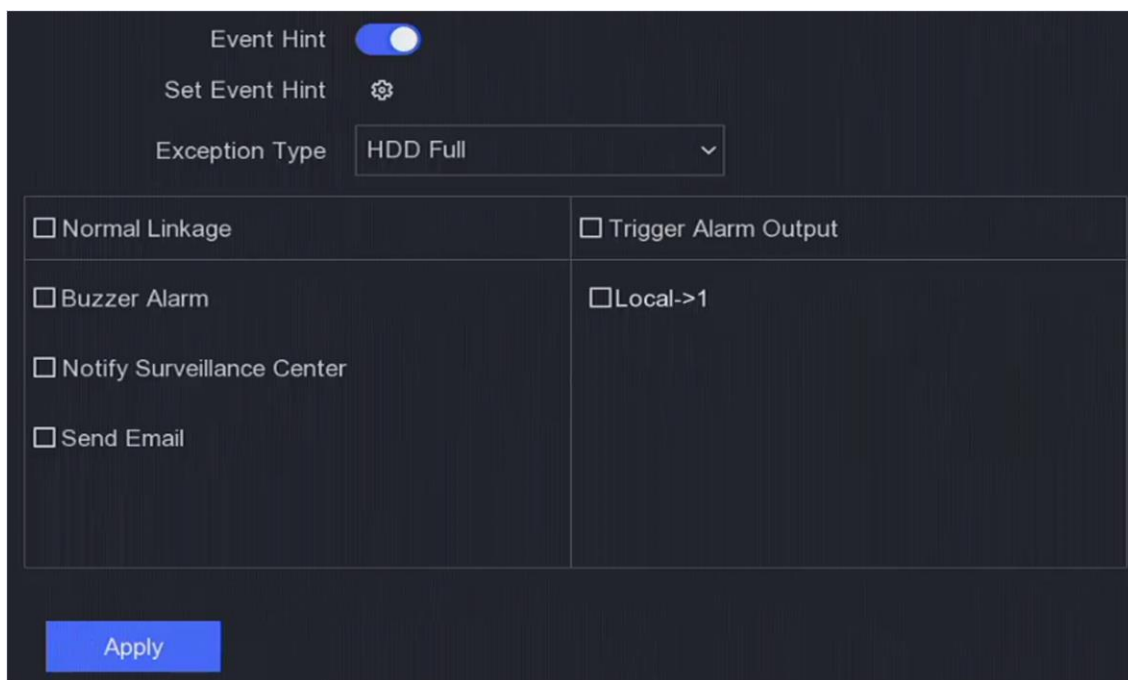 Event Hint
Set Event Hint
Exception Type HDD Full
Normal Linkage Trigger Alarm Output
Buzzer Alarm Local->1
Notify Surveillance Center
Send Email
Apply